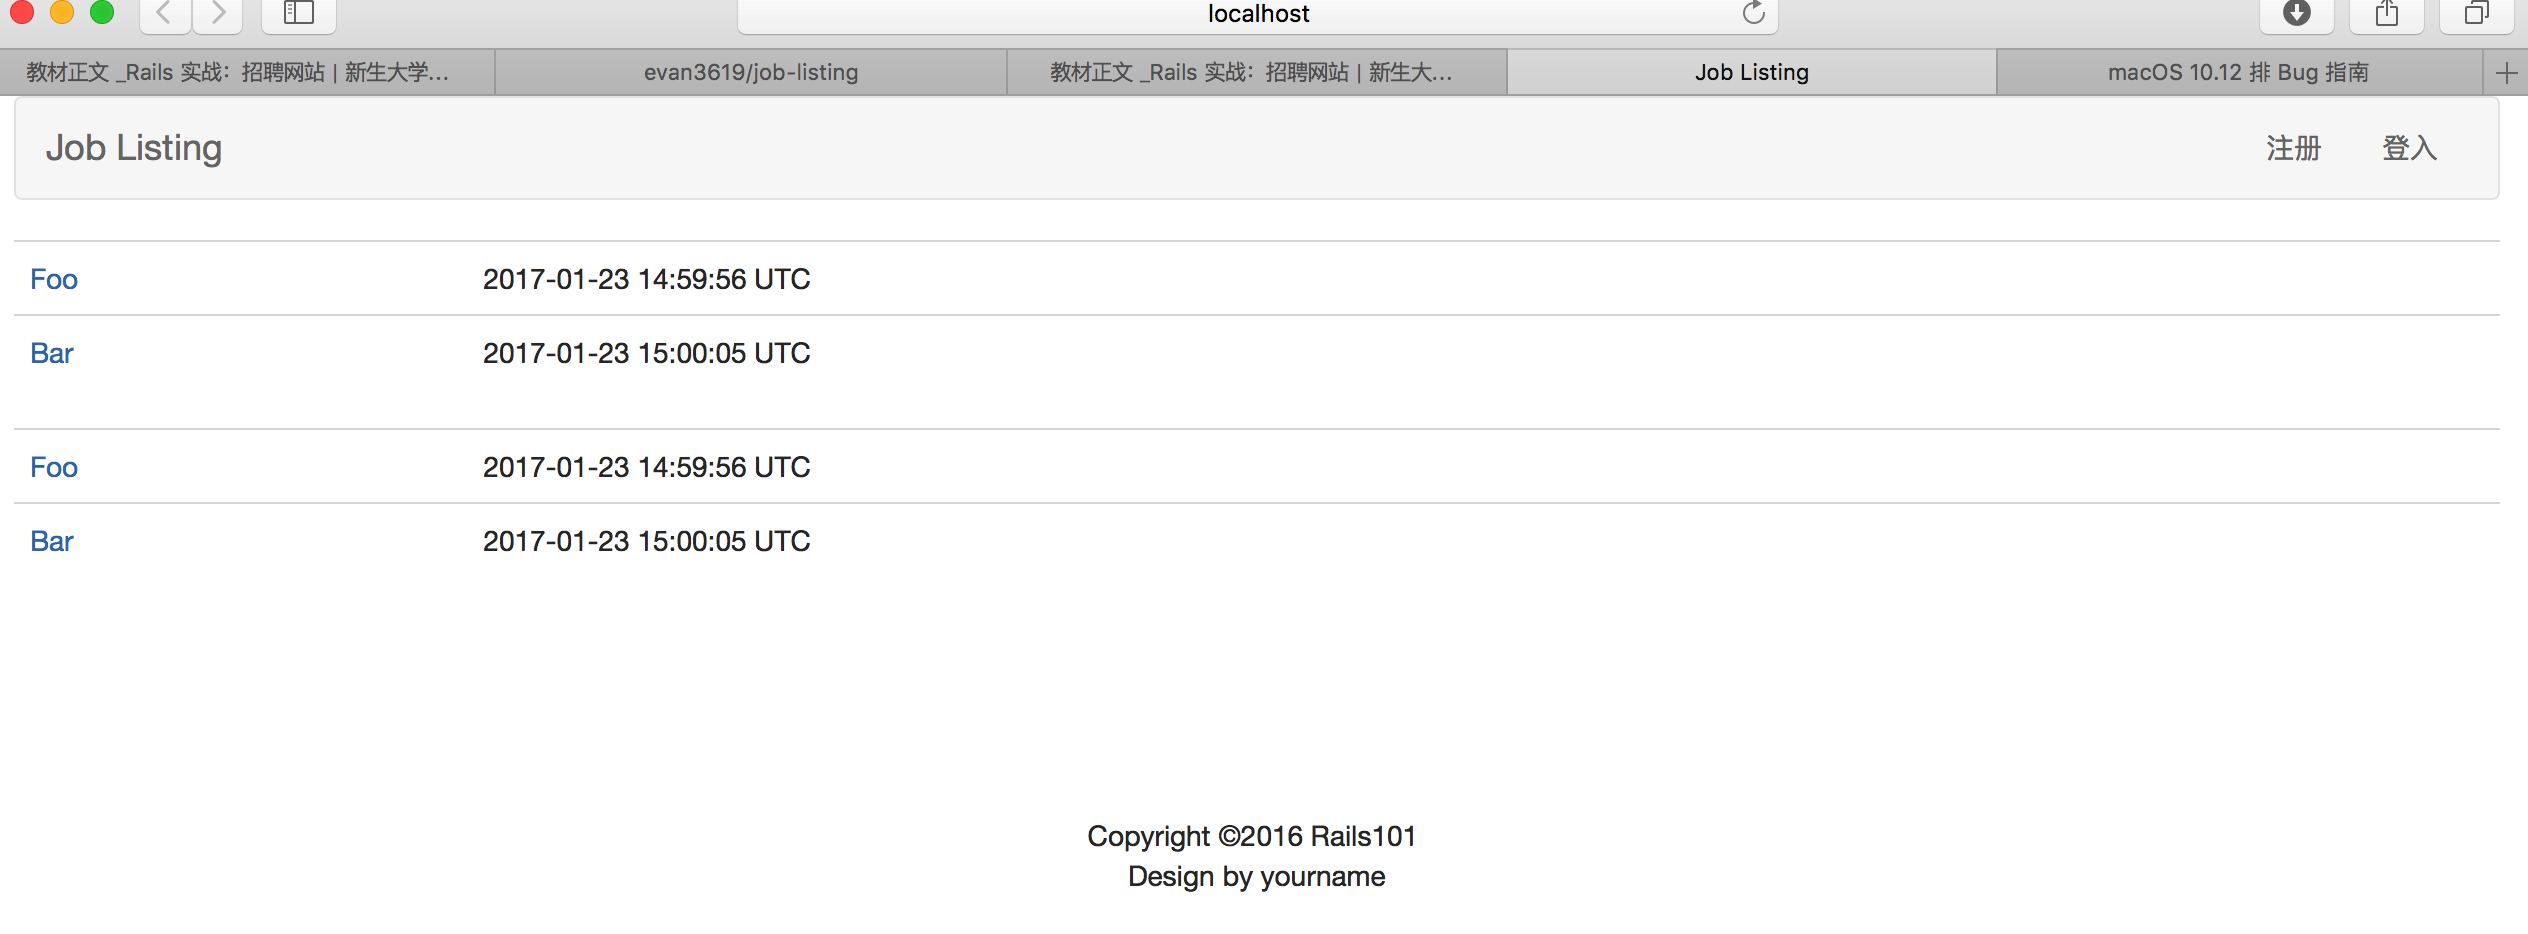 localhost
教材正文 _Rails 实战：招聘网站 | 新生大学…
evan3619/job-listing
教材正文 _Rails 实战：招聘网站 | 新生大…
Job Listing
macOS 10.12 排 Bug 指南
Job Listing
注册
登入
Foo 2017-01-23 14:59:56 UTC
Bar 2017-01-23 15:00:05 UTC
Foo 2017-01-23 14:59:56 UTC
Bar 2017-01-23 15:00:05 UTC
Copyright ©2016 Rails101
Design by yourname